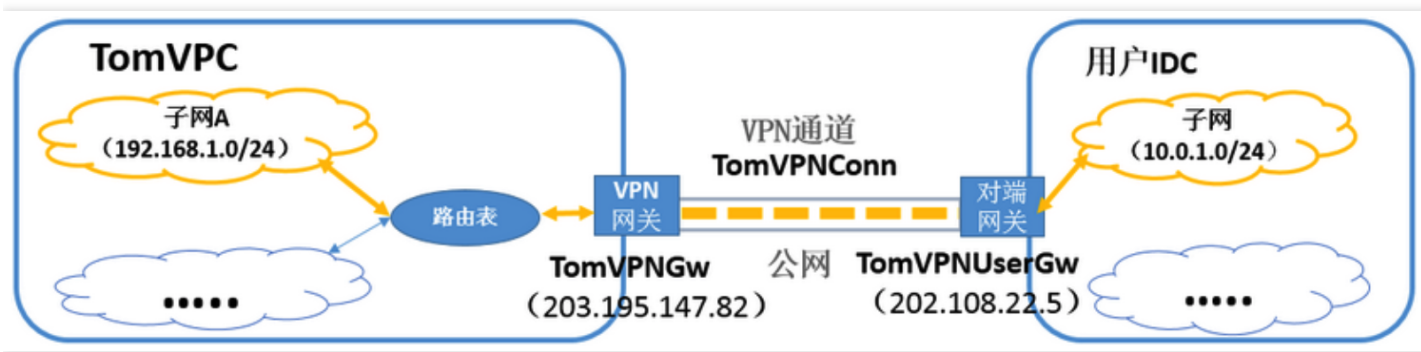 TomVPC
用户IDC
子网A
（192.168.1.0/24）
VPN通道
TomVPNConn
子网
（10.0.1.0/24）
路由表
VPN
网关
对端
网关
TomVPNGw
（203.195.147.82）
公网
TomVPNUserGw
（202.108.22.5）
•••••
•••••